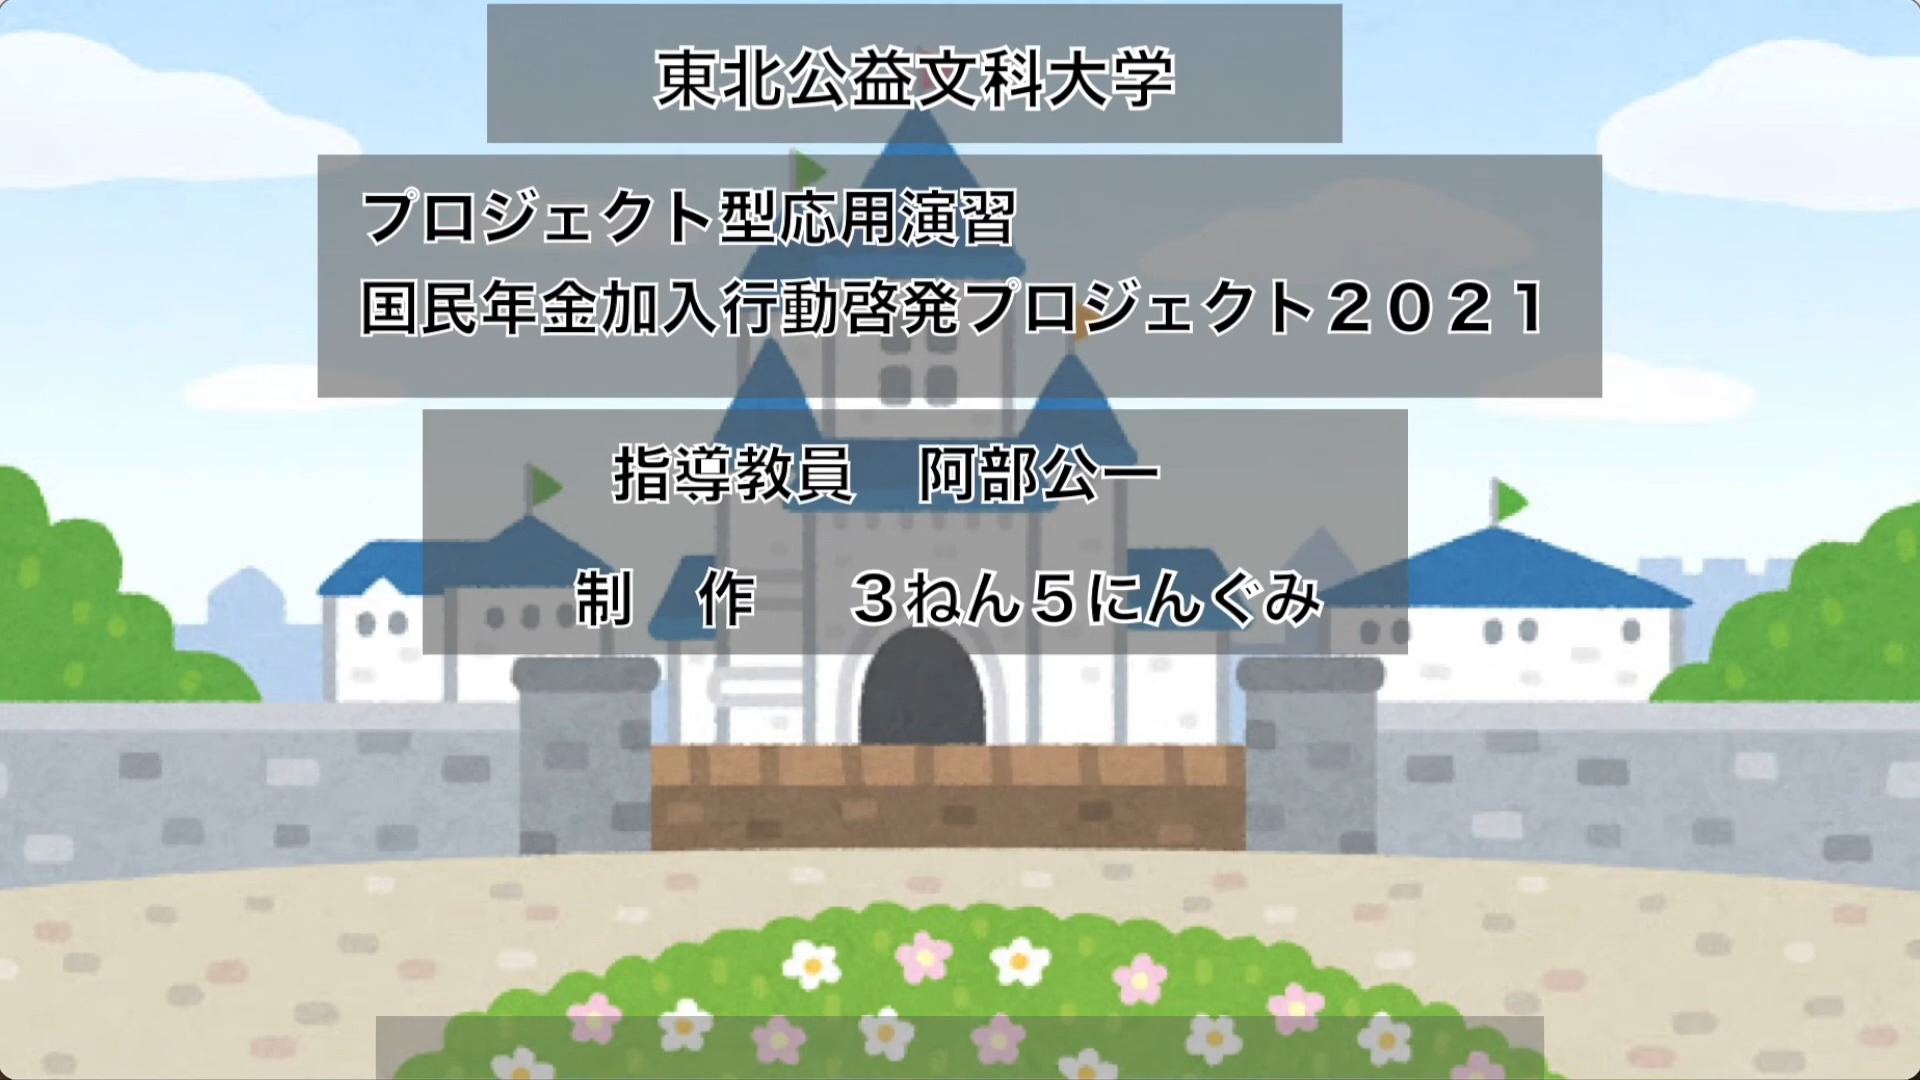 東北公益文科大学
プロジェクト型応用演習
国民年金加入行動啓発プロジェクト２０２１
指導教員　阿部公一
制　作　３ねん５にんぐみ